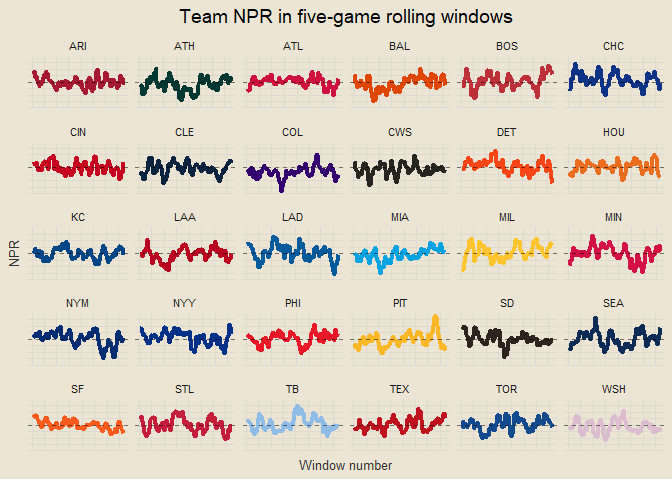 Team NPR in five-game rolling windows
ARI ATH ATL BAL BOS CHC
CIN CLE COL CWS DET HOU
KC LAA LAD MIA MIL MIN
NPR
NYM NYY PHI PIT SD SEA
SF STL TB TEX TOR WSH
Window number